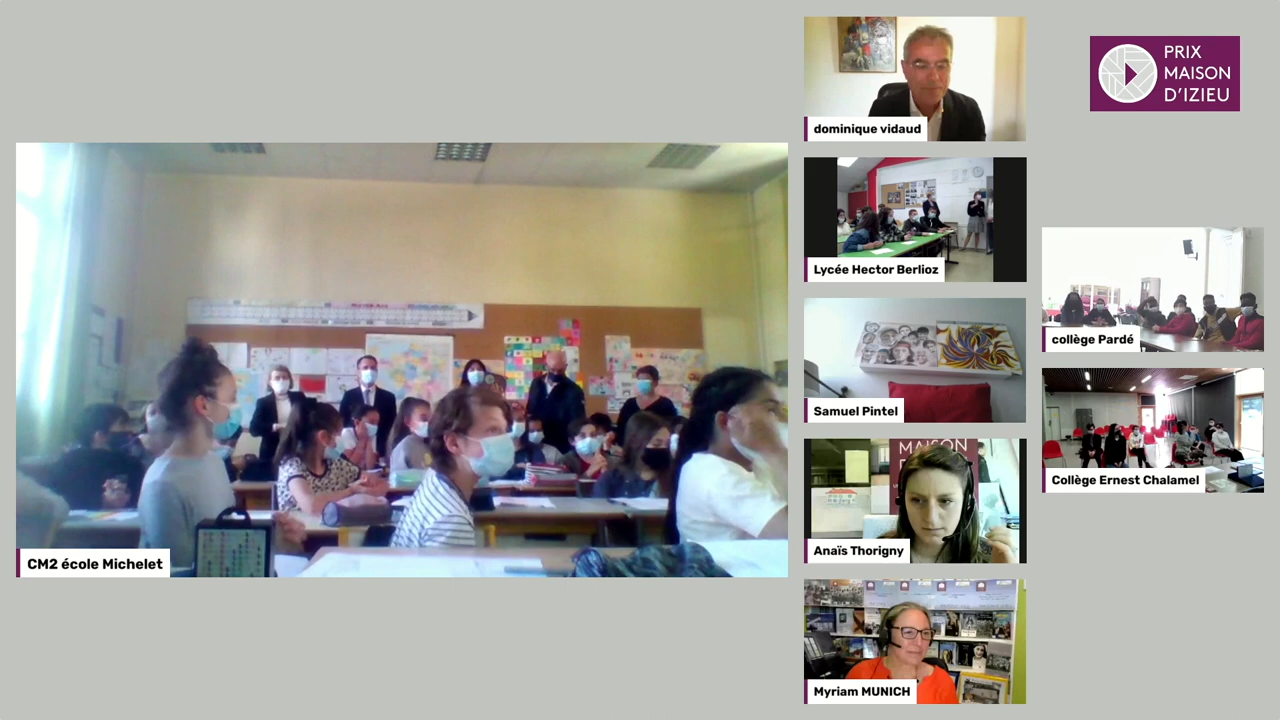 PRIX
MAISON
D'IZIEU
dominique vidaud
Lycée Hector Berlioz
collège Pardé
Samuel Pintel
Collège Ernest Chalamel
MAISON
Anaïs Thorigny
CM2 école Michelet
Myriam MUNICH